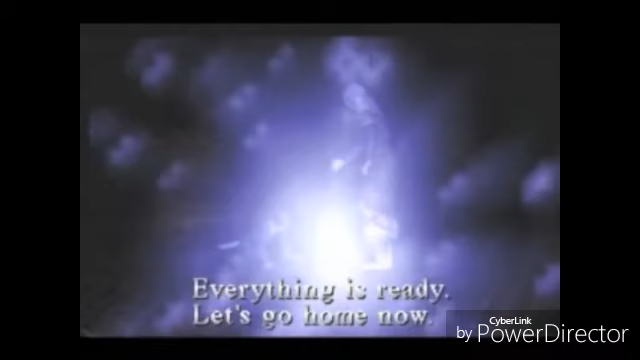 Everything is ready.
Let's go home now.
CyberLink
by PowerDirector